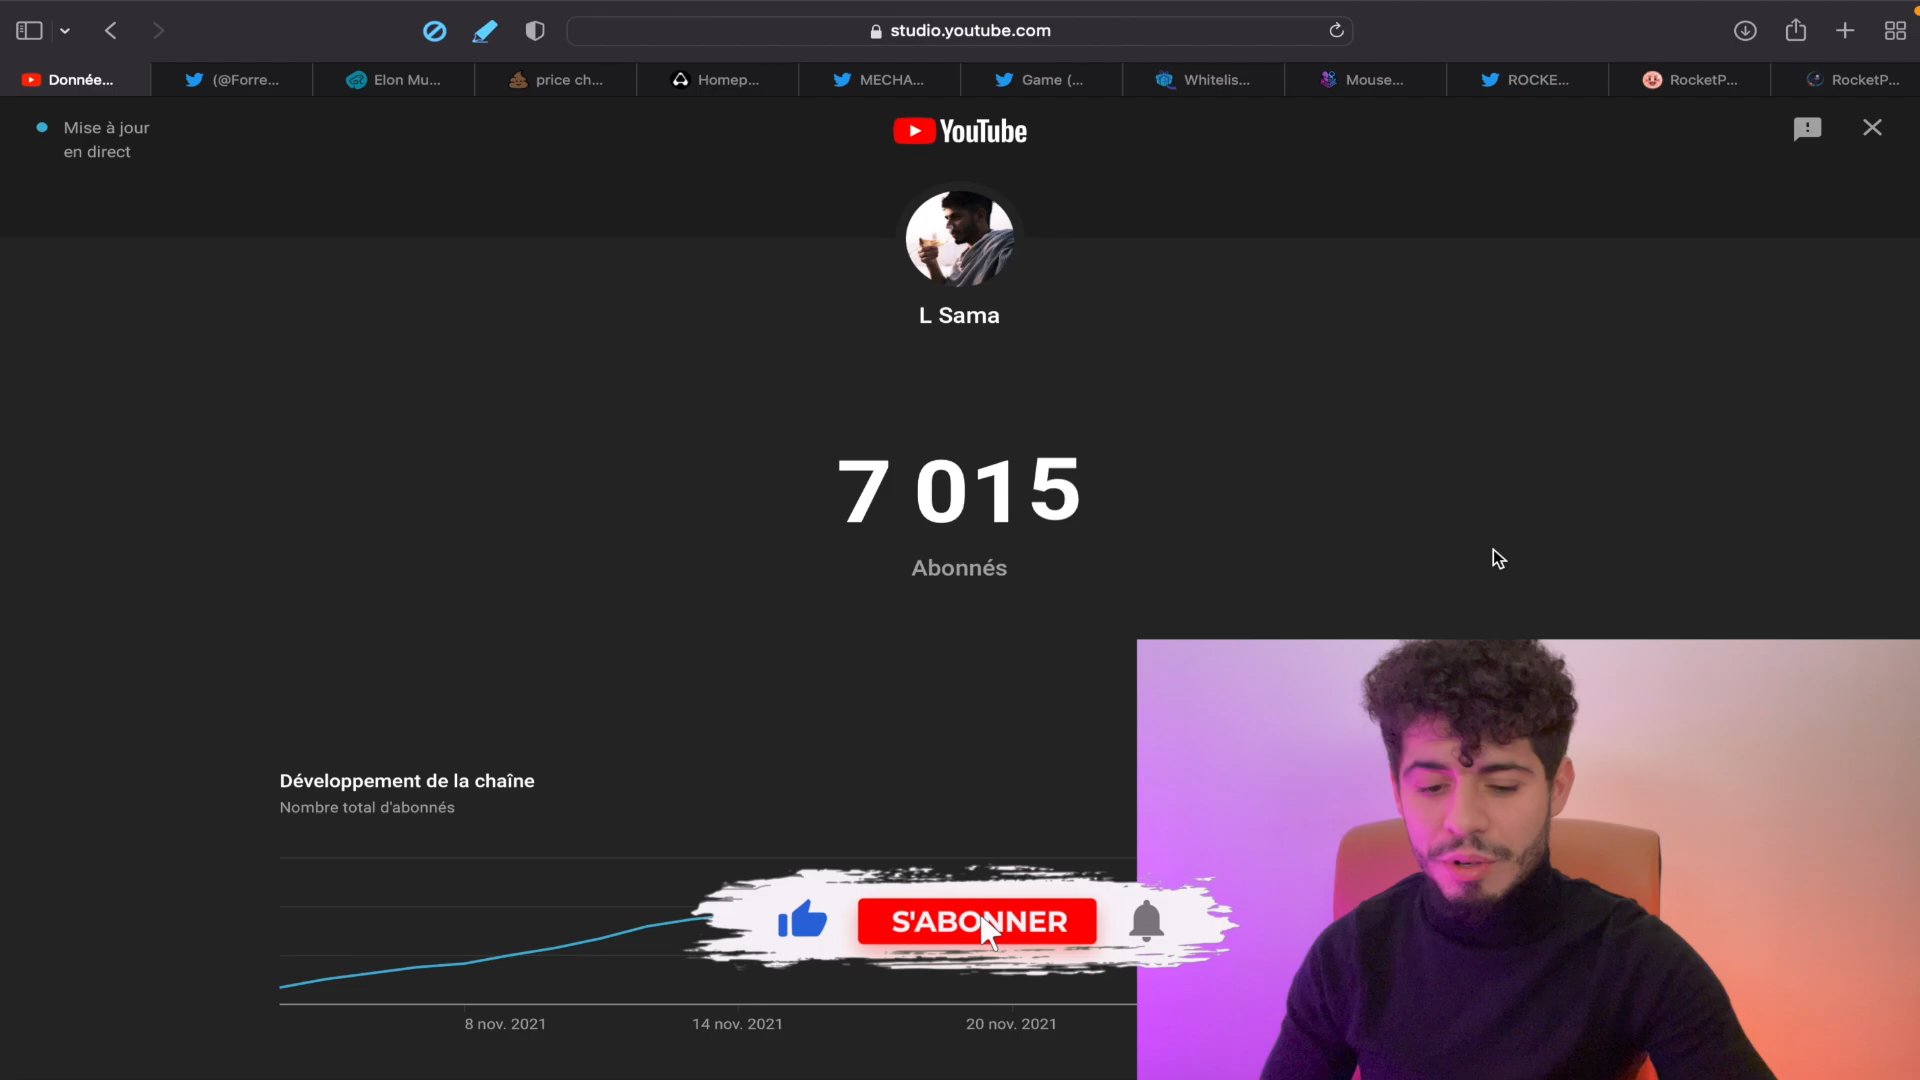 studio.youtube.com
Donnée...
(@Forre...
Elon Mu...
price ch...
Homep...
MECHA...
Game (...
Whitelis...
Mouse...
ROCKE...
RocketP...
RocketP...
Mise à jour
en direct
YouTube
L Sama
7 015
Abonnés
Développement de la chaîne
Nombre total d'abonnés
S'ABONNER
8 nov. 2021
14 nov. 2021
20 nov. 2021